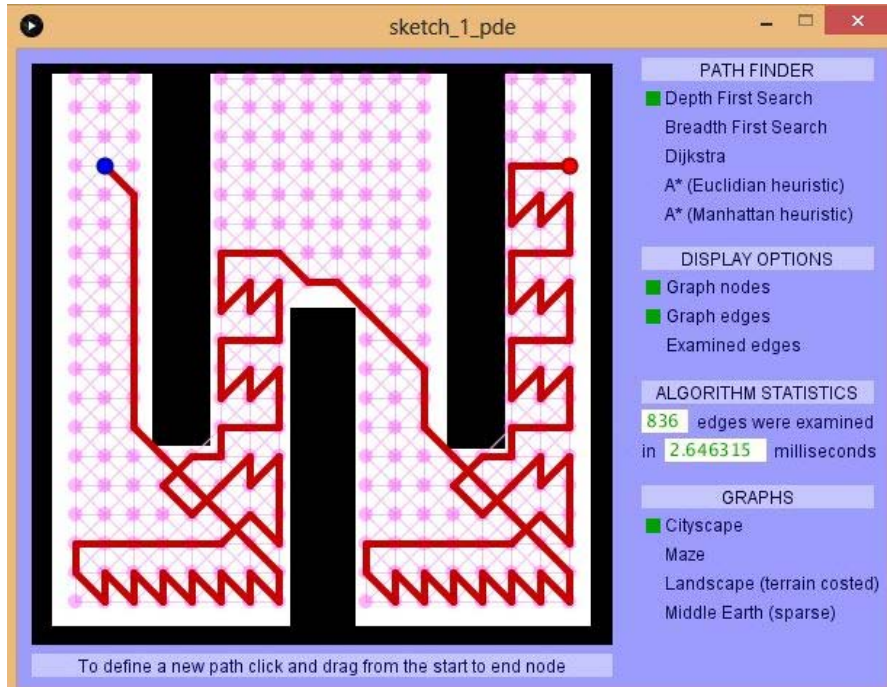 sketch_1_pde
PATH FINDER
Depth First Search
Breadth First Search
Dijkstra
A* (Euclidian heuristic)
A* (Manhattan heuristic)
DISPLAY OPTIONS
Graph nodes
Graph edges
Examined edges
ALGORITHM STATISTICS
836 edges were examined
in 2.646315 milliseconds
GRAPHS
Cityscape
Maze
Landscape (terrain costed)
Middle Earth (sparse)
To define a new path click and drag from the start to end node